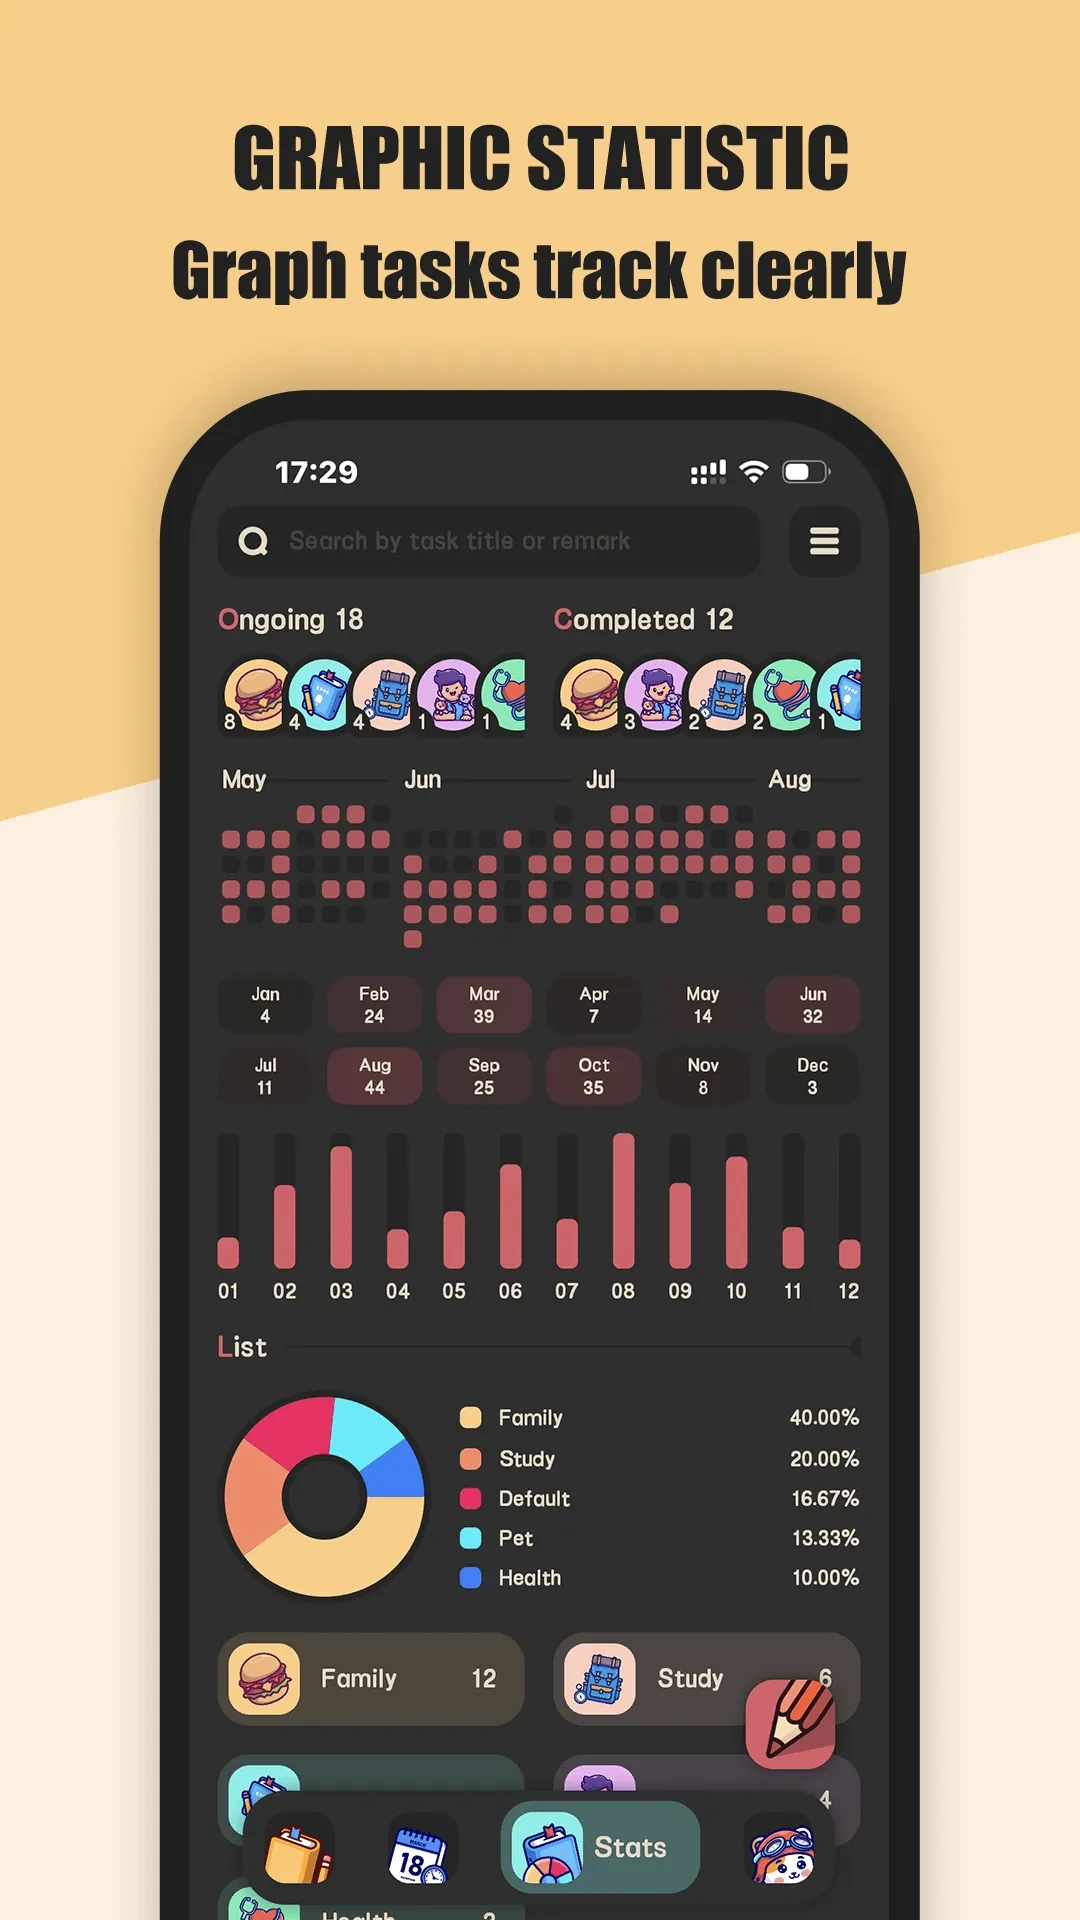 GRAPHIC STATISTIC
Graph tasks track clearly
17:29
Search by task title or remark
Ongoing 18
Completed 12
8 4 4 1 1
4 3 2 2 1
May Jun Jul Aug
Jan Feb Mar Apr May Jun
4 24 39 7 14 32
Jul Aug Sep Oct Nov Dec
11 44 25 35 8 3
01 02 03 04 05 06 07 08 09 10 11 12
List
Family 40.00%
Study 20.00%
Default 16.67%
Pet 13.33%
Health 10.00%
Family 12
Study 6
4
18
Stats
Health